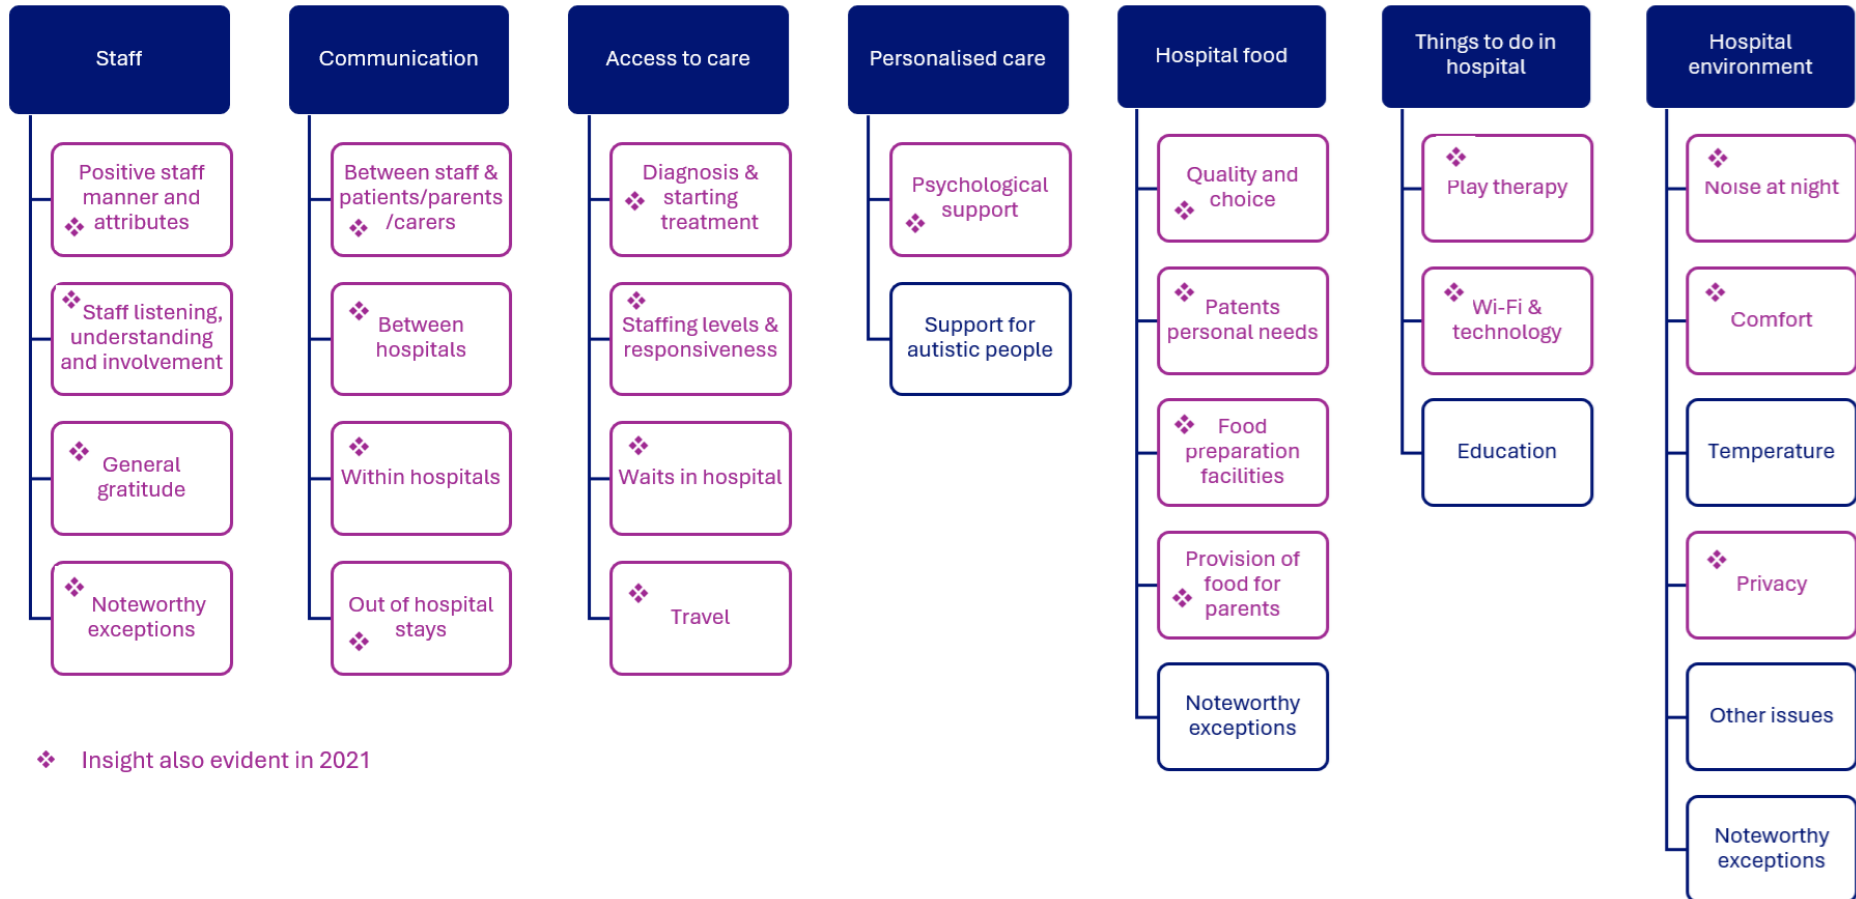 Staff
Positive staff
manner and
attributes
Staff listening,
understanding
and involvement
General
gratitude
Noteworthy
exceptions
Communication
Between staff &
patients/parents
/carers
Between
hospitals
Within hospitals
Out of hospital
stays
Access to care
Diagnosis &
starting
treatment
Staffing levels &
responsiveness
Waits in hospital
Travel
Personalised care
Psychological
support
Support for
autistic people
Hospital food
Quality and
choice
Patents
personal needs
Food
preparation
facilities
Provision of
food for
parents
Noteworthy
exceptions
Things to do in
hospital
Play therapy
Wi-Fi &
technology
Education
Hospital
environment
Noise at night
Comfort
Temperature
Privacy
Other issues
Noteworthy
exceptions
❖ Insight also evident in 2021